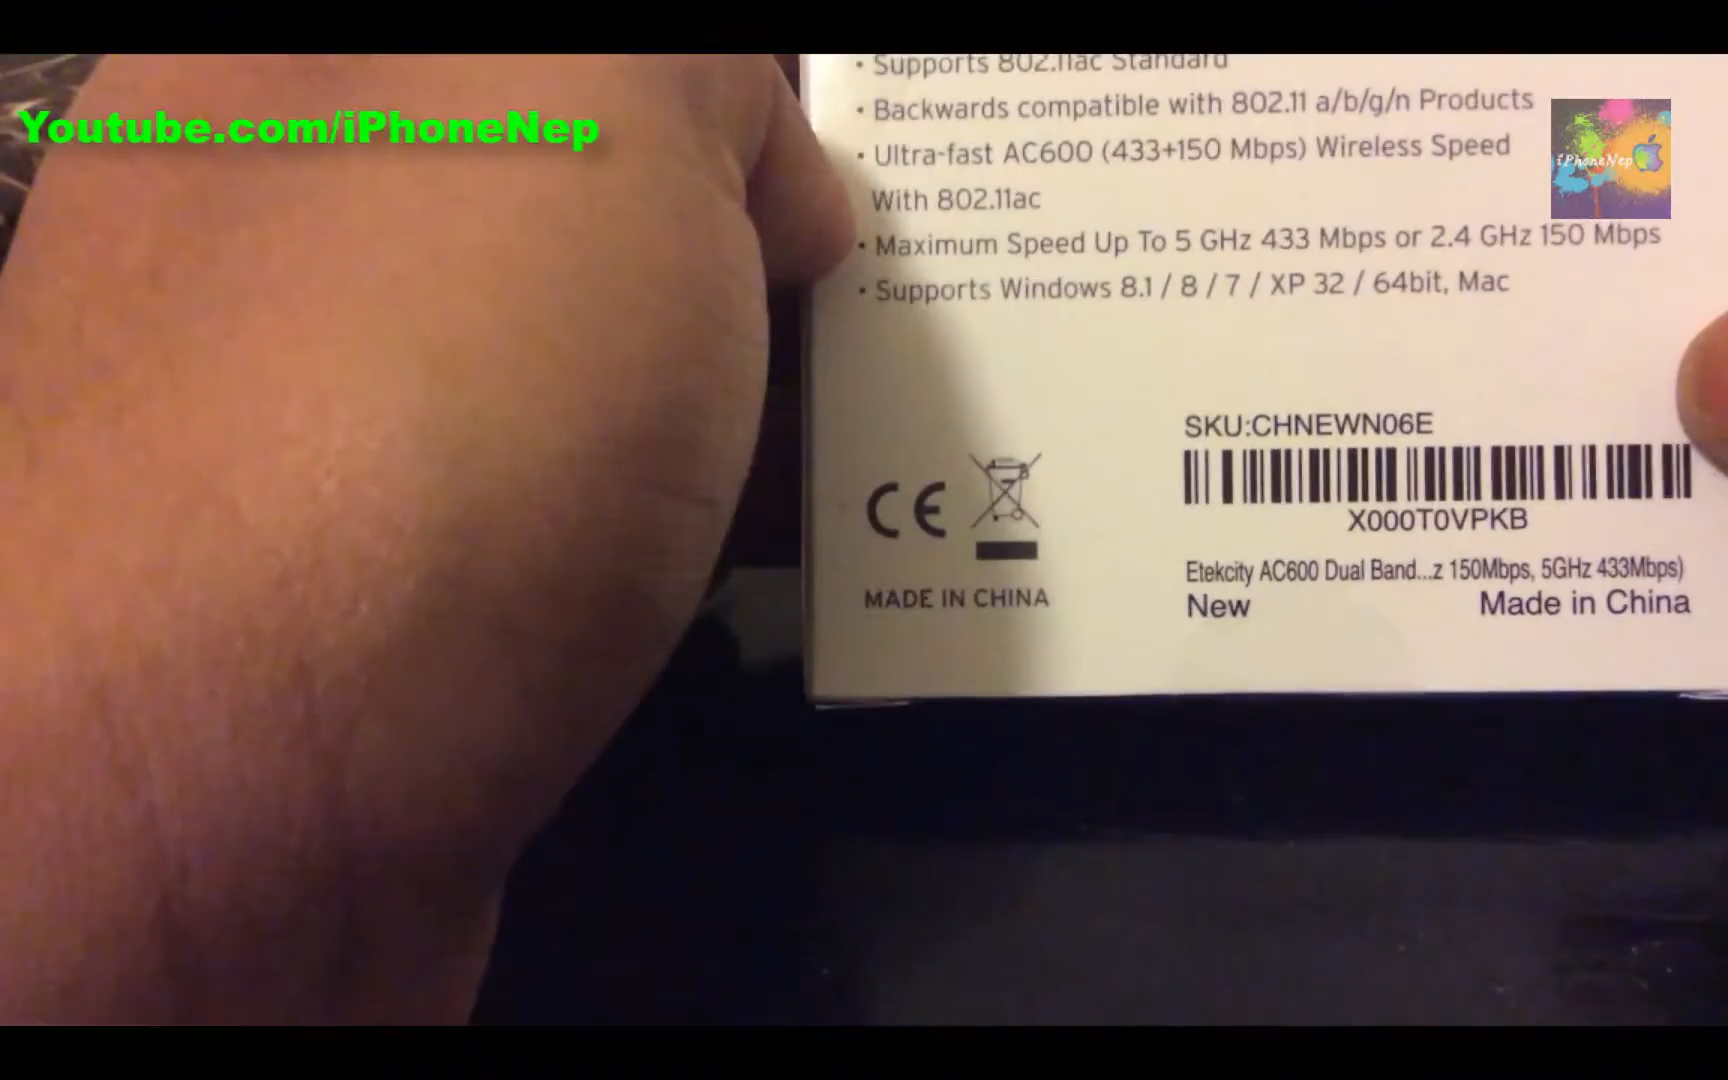 Youtube.com/iPhoneNep
• Supports 802.11ac Standard
• Backwards compatible with 802.11 a/b/g/n Products
• Ultra-fast AC600 (433+150 Mbps) Wireless Speed
With 802.11ac
• Maximum Speed Up To 5 GHz 433 Mbps or 2.4 GHz 150 Mbps
• Supports Windows 8.1 / 8 / 7 / XP 32 / 64bit, Mac
iPhoneNep
SKU:CHNEWN06E
X000T0VPKB
Etekcity AC600 Dual Band...z 150Mbps, 5GHz 433Mbps)
New Made in China
CE
MADE IN CHINA